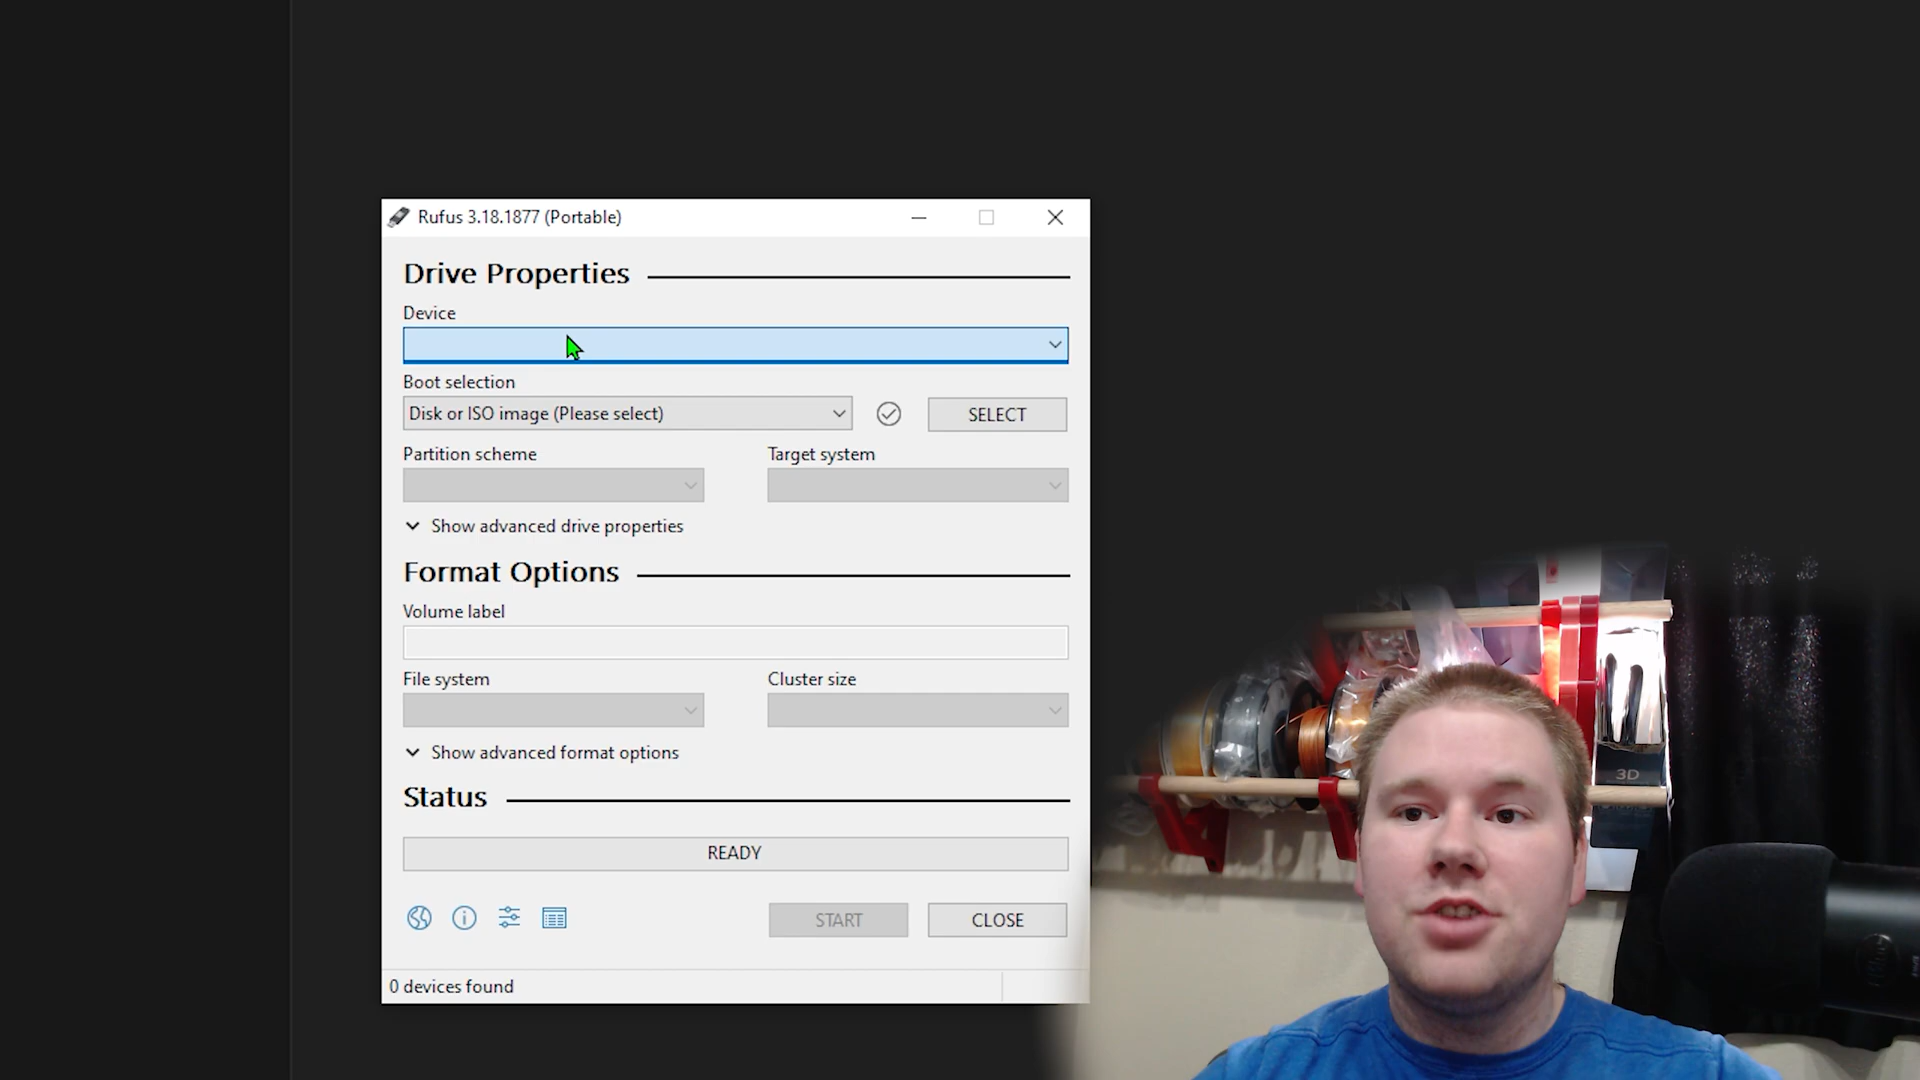 Rufus 3.18.1877 (Portable)
Drive Properties
Device
Boot selection
Disk or ISO image (Please select)
SELECT
Partition scheme
Target system
Show advanced drive properties
Format Options
Volume label
File system
Cluster size
Show advanced format options
Status
READY
START
CLOSE
0 devices found
3D